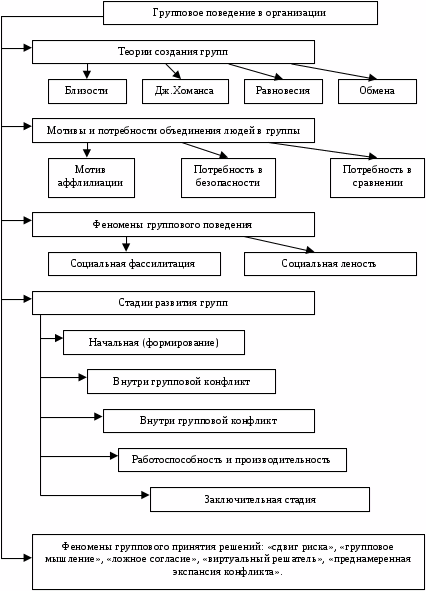 Групповое поведение в организации
Теории создания групп
Близости
Дж.Хоманса
Равновесия
Обмена
Мотивы и потребности объединения людей в группы
Мотив
аффлилиации
Потребность в
безопасности
Потребность в
сравнении
Феномены группового поведения
Социальная фассилитация
Социальная леность
Стадии развития групп
Начальная (формирование)
Внутри групповой конфликт
Внутри групповой конфликт
Работоспособность и производительность
Заключительная стадия
Феномены группового принятия решений: «сдвиг риска», «групповое
мышление», «ложное согласие», «виртуальный решатель», «преднамеренная
экспансия конфликта».